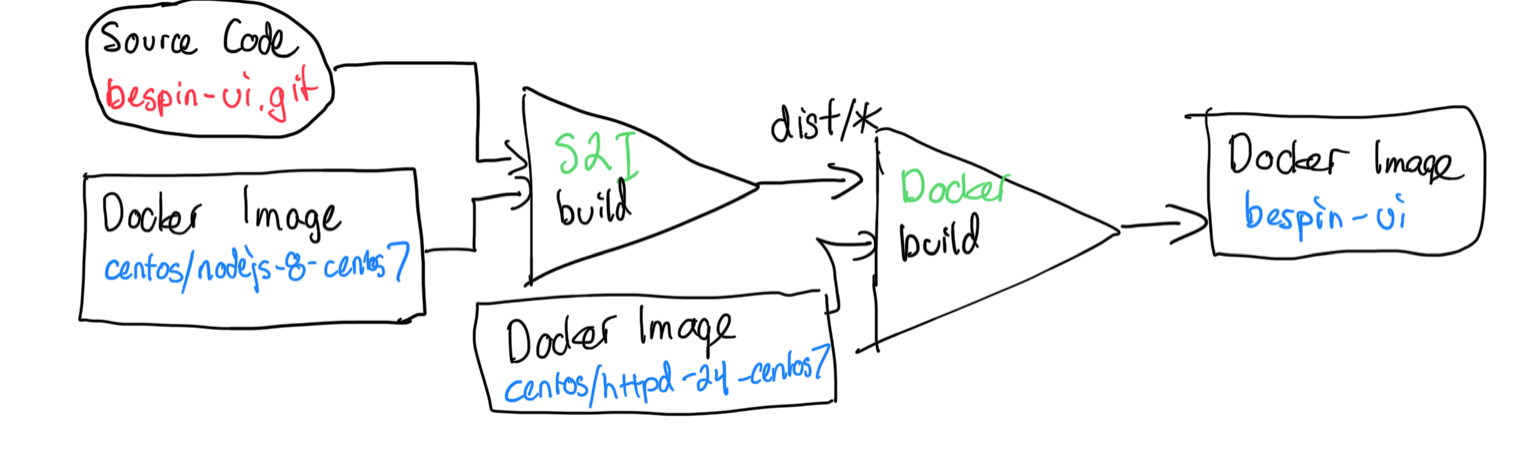 Source Code
bespin-ui.git
Docker Image
centos/nodejs-8-centos7
S2I
build
Docker Image
centos/httpd-24-centos7
dist/*
Docker
build
Docker Image
bespin-ui